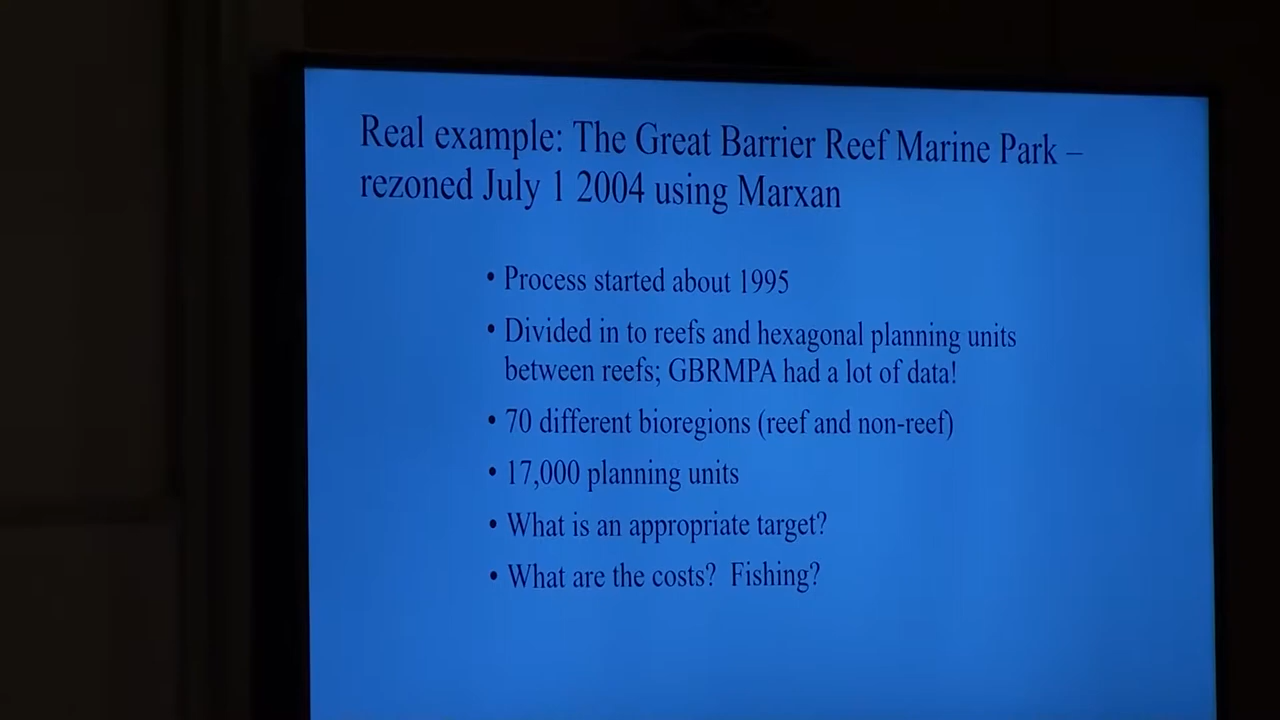 Real example: The Great Barrier Reef Marine Park –
rezoned July 1 2004 using Marxan
• Process started about 1995
• Divided in to reefs and hexagonal planning units
between reefs; GBRMPA had a lot of data!
• 70 different bioregions (reef and non-reef)
• 17,000 planning units
• What is an appropriate target?
• What are the costs?  Fishing?